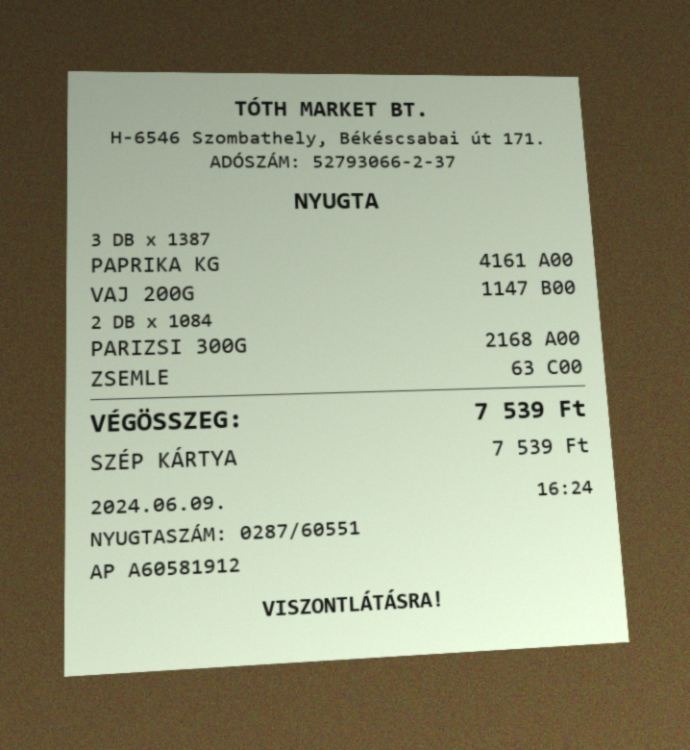 TÓTH MARKET BT.
H-6546 Szombathely, Békéscsabai út 171.
ADÓSZÁM: 52793066-2-37
NYUGTA
3 DB x 1387
PAPRIKA KG 4161 A00
VAJ 200G 1147 B00
2 DB x 1084
PARIZSI 300G 2168 A00
ZSEMLE 63 C00
VÉGÖSSZEG: 7 539 Ft
SZÉP KÁRTYA 7 539 Ft
2024.06.09. 16:24
NYUGTASZÁM: 0287/60551
AP A60581912
VISZONTLÁTÁSRA!